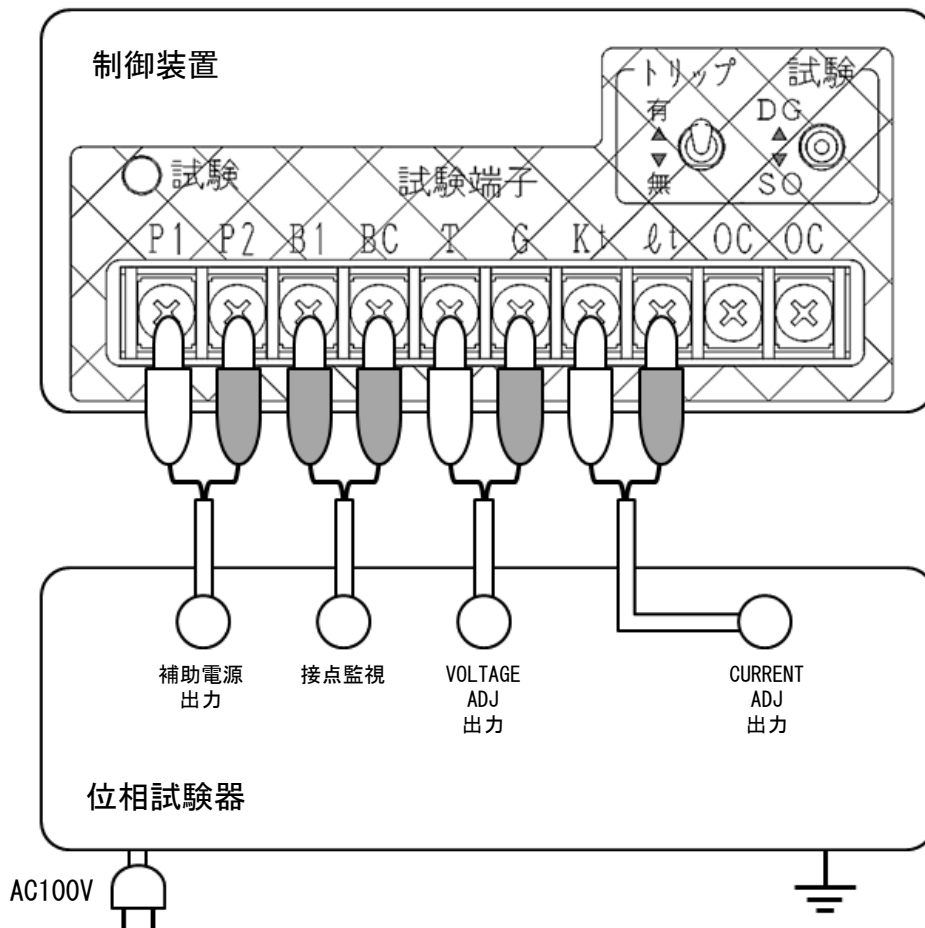 制御装置
トリップ 試験
有 DG
無 SO
試験 試験端子
P1 P2 B1 BC T G Kt ℓt OC OC
補助電源
出力
接点監視
VOLTAGE
ADJ
出力
CURRENT
ADJ
出力
位相試験器
AC100V